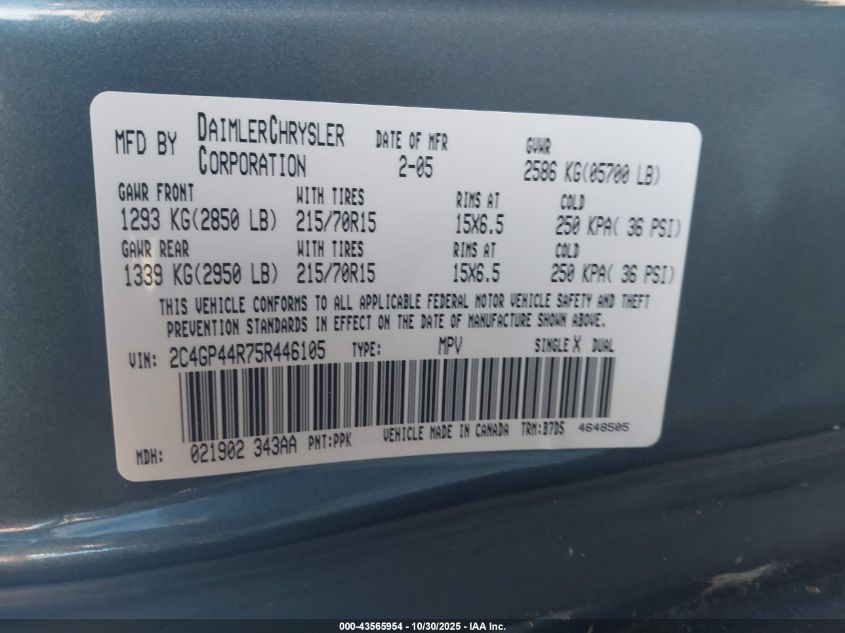 MFD BY DAIMLERCHRYSLER CORPORATION DATE OF MFR 2-05 GVWR 2586 KG(05700 LB)
GAWR FRONT WITH TIRES RIMS AT COLD
1293 KG(2850 LB) 215/70R15 15X6.5 250 KPA( 36 PSI)
GAWR REAR WITH TIRES RIMS AT COLD
1339 KG(2950 LB) 215/70R15 15X6.5 250 KPA( 36 PSI)
THIS VEHICLE CONFORMS TO ALL APPLICABLE FEDERAL MOTOR VEHICLE SAFETY AND THEFT
PREVENTION STANDARDS IN EFFECT ON THE DATE OF MANUFACTURE SHOWN ABOVE.
VIN: 2C4GP44R75R446105 TYPE: MPV SINGLE X DUAL
MDH: 021902 343AA PNT:PPK VEHICLE MADE IN CANADA TRM:B7D5 4648505
000-43565954 - 10/30/2025 - IAA Inc.